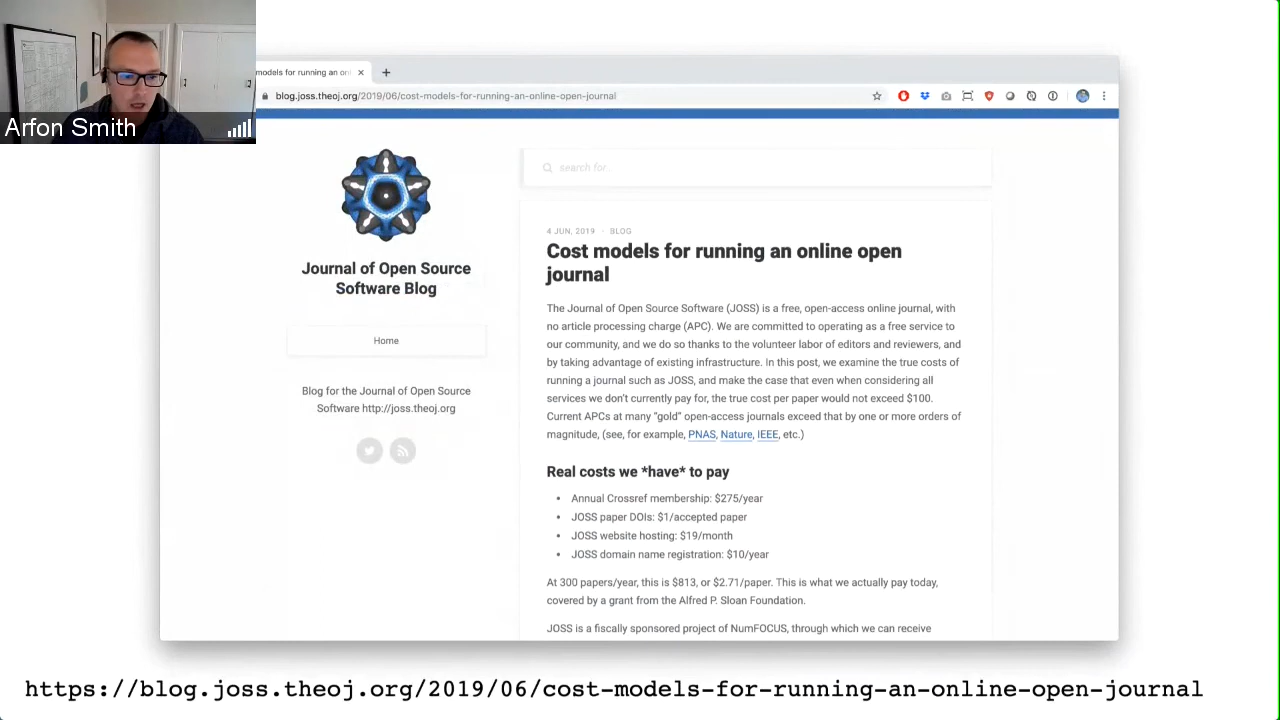 Arfon Smith
models for running an onl
blog.joss.theoj.org/2019/06/cost-models-for-running-an-online-open-journal
Journal of Open Source
Software Blog
Home
Blog for the Journal of Open Source
Software http://joss.theoj.org
search for..
4 JUN, 2019 · BLOG
Cost models for running an online open
journal
The Journal of Open Source Software (JOSS) is a free, open-access online journal, with
no article processing charge (APC). We are committed to operating as a free service to
our community, and we do so thanks to the volunteer labor of editors and reviewers, and
by taking advantage of existing infrastructure. In this post, we examine the true costs of
running a journal such as JOSS, and make the case that even when considering all
services we don't currently pay for, the true cost per paper would not exceed $100.
Current APCs at many "gold" open-access journals exceed that by one or more orders of
magnitude, (see, for example, PNAS, Nature, IEEE, etc.)
Real costs we *have* to pay
• Annual Crossref membership: $275/year
• JOSS paper DOIs: $1/accepted paper
• JOSS website hosting: $19/month
• JOSS domain name registration: $10/year
At 300 papers/year, this is $813, or $2.71/paper. This is what we actually pay today,
covered by a grant from the Alfred P. Sloan Foundation.
JOSS is a fiscally sponsored project of NumFOCUS, through which we can receive
https://blog.joss.theoj.org/2019/06/cost-models-for-running-an-online-open-journal